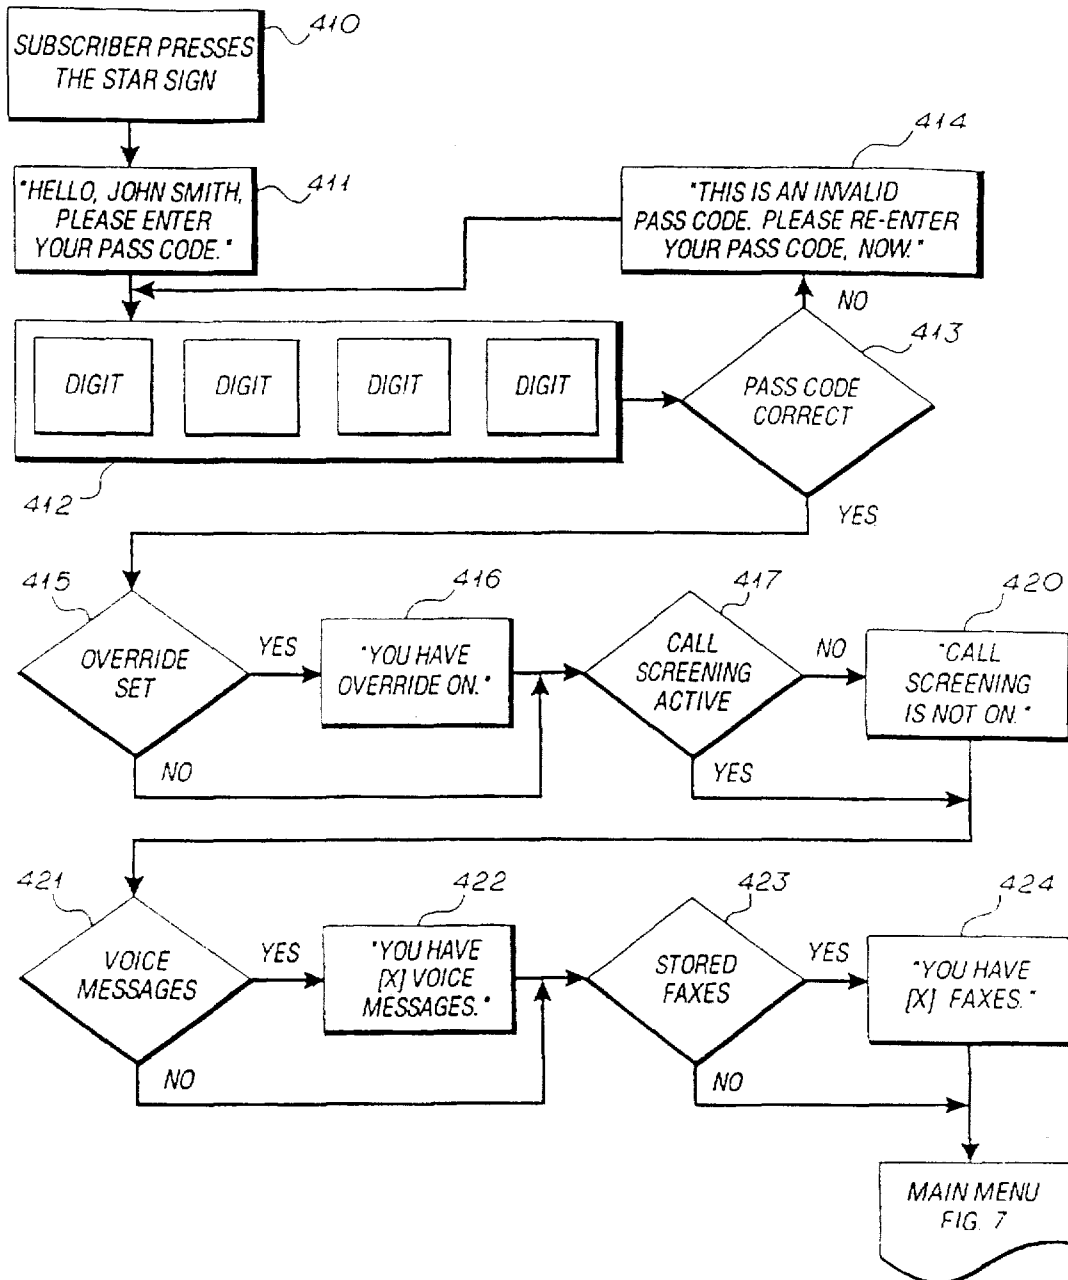 410
SUBSCRIBER PRESSES
THE STAR SIGN
411
"HELLO, JOHN SMITH,
PLEASE ENTER
YOUR PASS CODE."
414
"THIS IS AN INVALID
PASS CODE. PLEASE RE-ENTER
YOUR PASS CODE, NOW."
NO
413
DIGIT DIGIT DIGIT DIGIT
PASS CODE
CORRECT
412
YES
415
OVERRIDE
SET
YES
NO
416
"YOU HAVE
OVERRIDE ON."
417
CALL
SCREENING
ACTIVE
NO
YES
420
"CALL
SCREENING
IS NOT ON."
421
VOICE
MESSAGES
YES
NO
422
"YOU HAVE
[X] VOICE
MESSAGES."
423
STORED
FAXES
YES
NO
424
"YOU HAVE
[X] FAXES."
MAIN MENU
FIG. 7